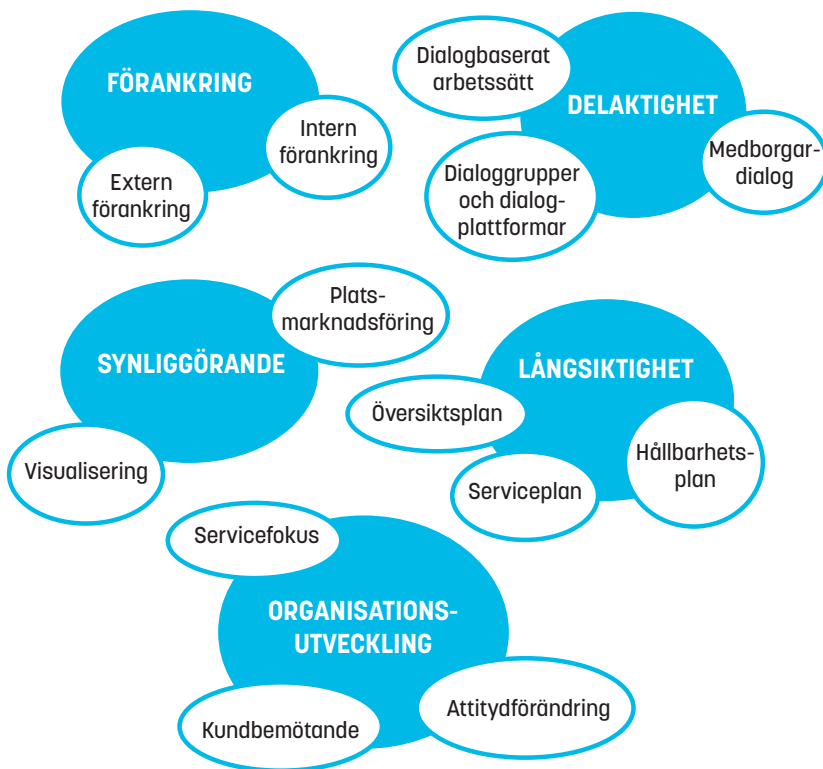 FÖRANKRING
Intern
förankring
Extern
förankring
Dialogbaserat
arbetssätt
DELAKTIGHET
Medborgar-
dialog
Dialoggrupper
och dialog-
plattformar
Plats-
marknadsföring
SYNLIGGÖRANDE
Visualisering
LÅNGSIKTIGHET
Översiktsplan
Hållbarhets-
plan
Serviceplan
Servicefokus
ORGANISATIONS-
UTVECKLING
Attitydförändring
Kundbemötande